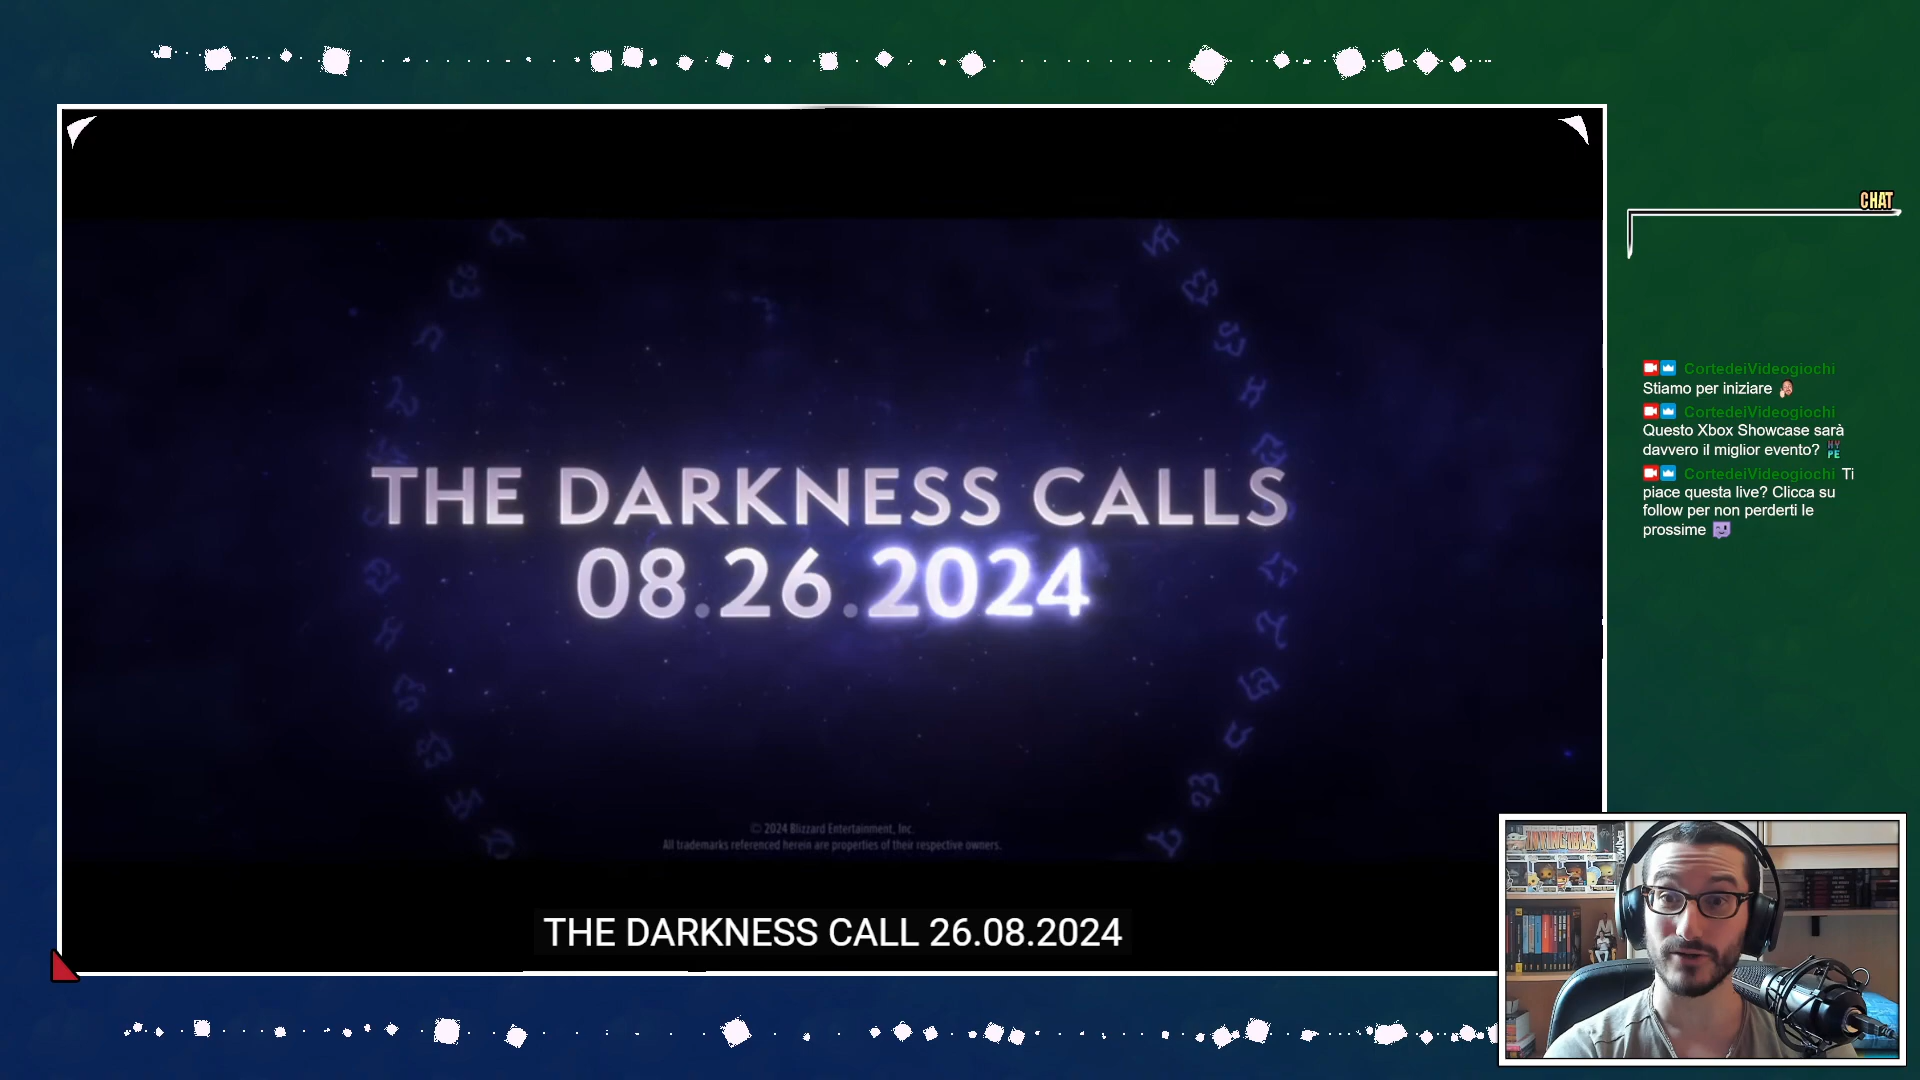 CHAT
THE DARKNESS CALLS
08.26.2024
© 2024 Blizzard Entertainment, Inc.
All trademarks referenced herein are properties of their respective owners.
THE DARKNESS CALL 26.08.2024
CortedeiVideogiochi
Stiamo per iniziare
CortedeiVideogiochi
Questo Xbox Showcase sarà
davvero il miglior evento? HYPE
CortedeiVideogiochi Ti
piace questa live? Clicca su
follow per non perderti le
prossime
INVINCIBLE